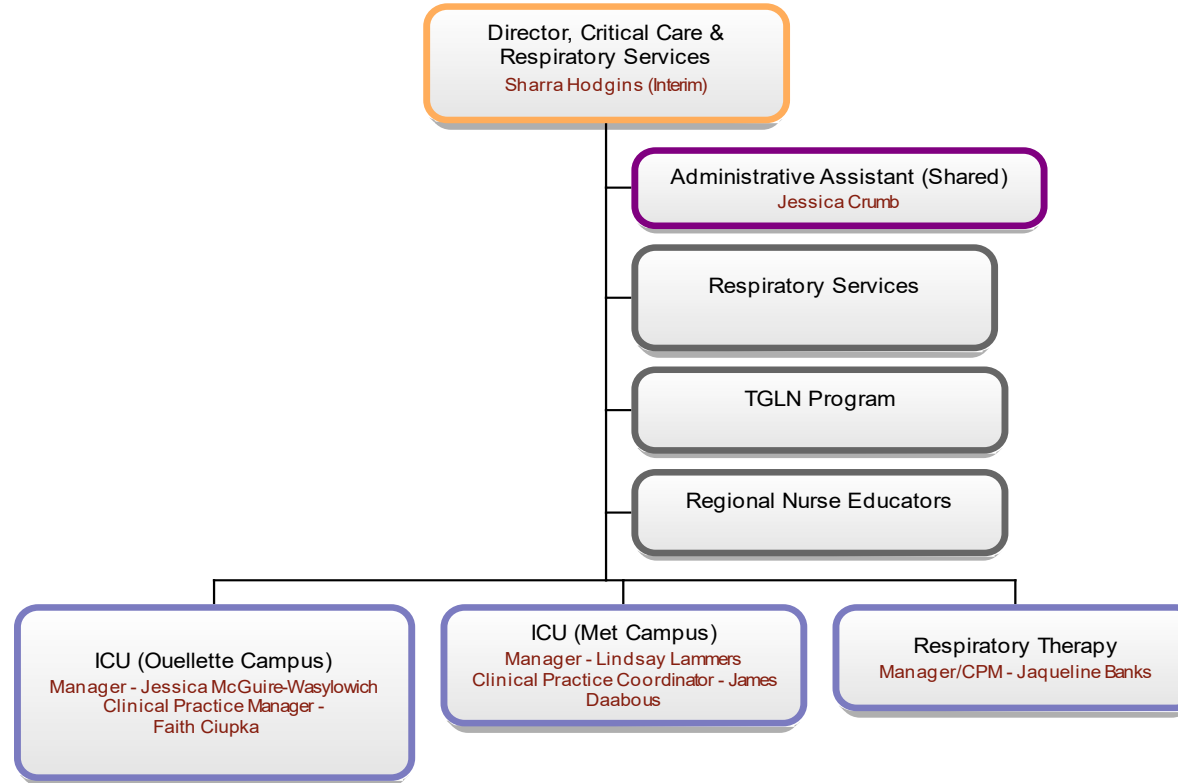 Director, Critical Care &
Respiratory Services
Sharra Hodgins (Interim)
Administrative Assistant (Shared)
Jessica Crumb
Respiratory Services
TGLN Program
Regional Nurse Educators
ICU (Ouellette Campus)
Manager - Jessica McGuire-Wasylowich
Clinical Practice Manager -
Faith Ciupka
ICU (Met Campus)
Manager - Lindsay Lammers
Clinical Practice Coordinator - James
Daabous
Respiratory Therapy
Manager/CPM - Jaqueline Banks